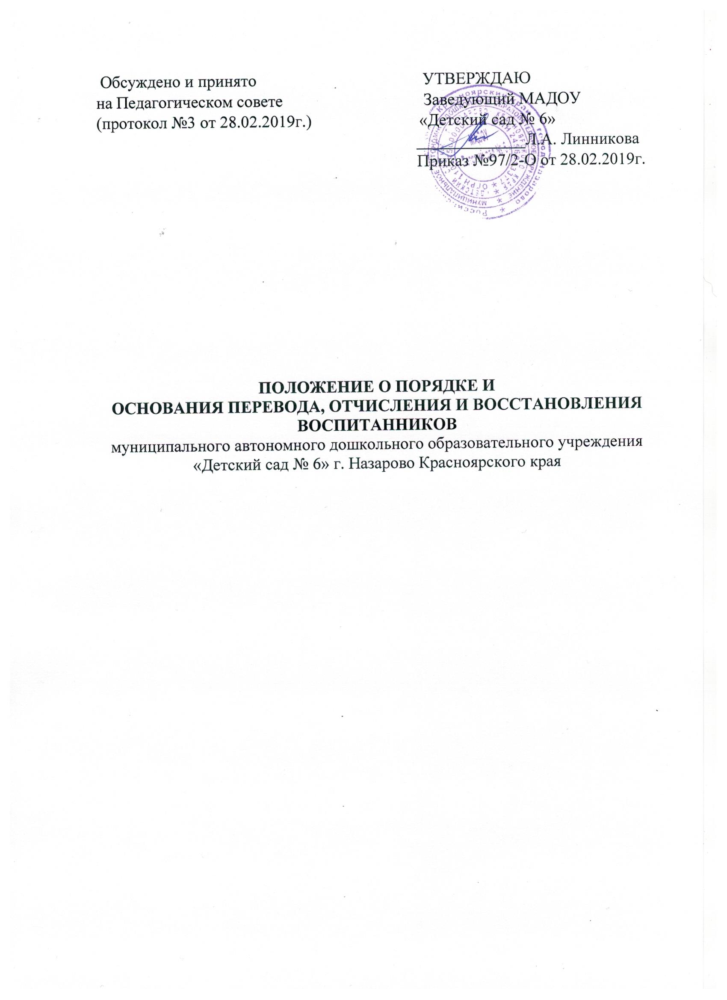 Обсуждено и принято
на Педагогическом совете
(протокол №3 от 28.02.2019г.)
УТВЕРЖДАЮ
Заведующий МАДОУ
«Детский сад № 6»
Л.А. Линникова
Приказ №97/2-О от 28.02.2019г.
ПОЛОЖЕНИЕ О ПОРЯДКЕ И
ОСНОВАНИЯ ПЕРЕВОДА, ОТЧИСЛЕНИЯ И ВОССТАНОВЛЕНИЯ
ВОСПИТАННИКОВ
муниципального автономного дошкольного образовательного учреждения
«Детский сад № 6» г. Назарово Красноярского края